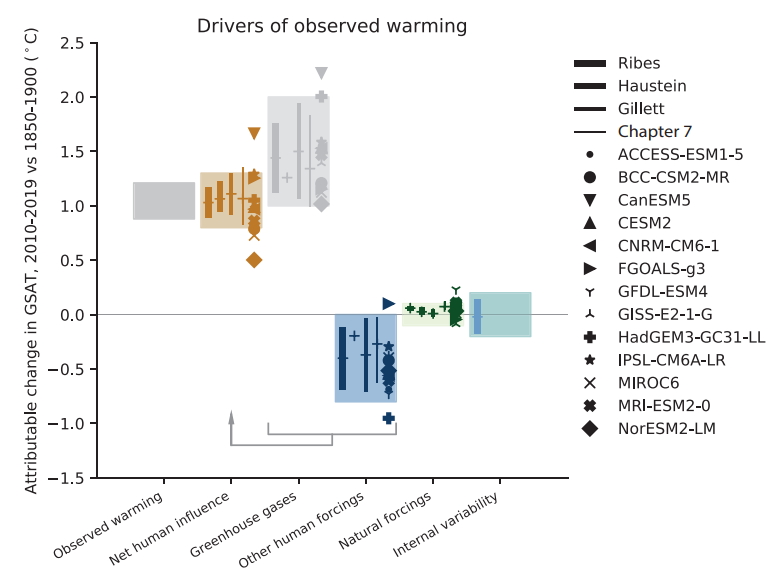 Drivers of observed warming
Attributable change in GSAT, 2010-2019 vs 1850-1900 (°C)
2.5
2.0
1.5
1.0
0.5
0.0
−0.5
−1.0
−1.5
Observed warming
Net human influence
Greenhouse gases
Other human forcings
Natural forcings
Internal variability
Ribes
Haustein
Gillett
Chapter 7
ACCESS-ESM1-5
BCC-CSM2-MR
CanESM5
CESM2
CNRM-CM6-1
FGOALS-g3
GFDL-ESM4
GISS-E2-1-G
HadGEM3-GC31-LL
IPSL-CM6A-LR
MIROC6
MRI-ESM2-0
NorESM2-LM